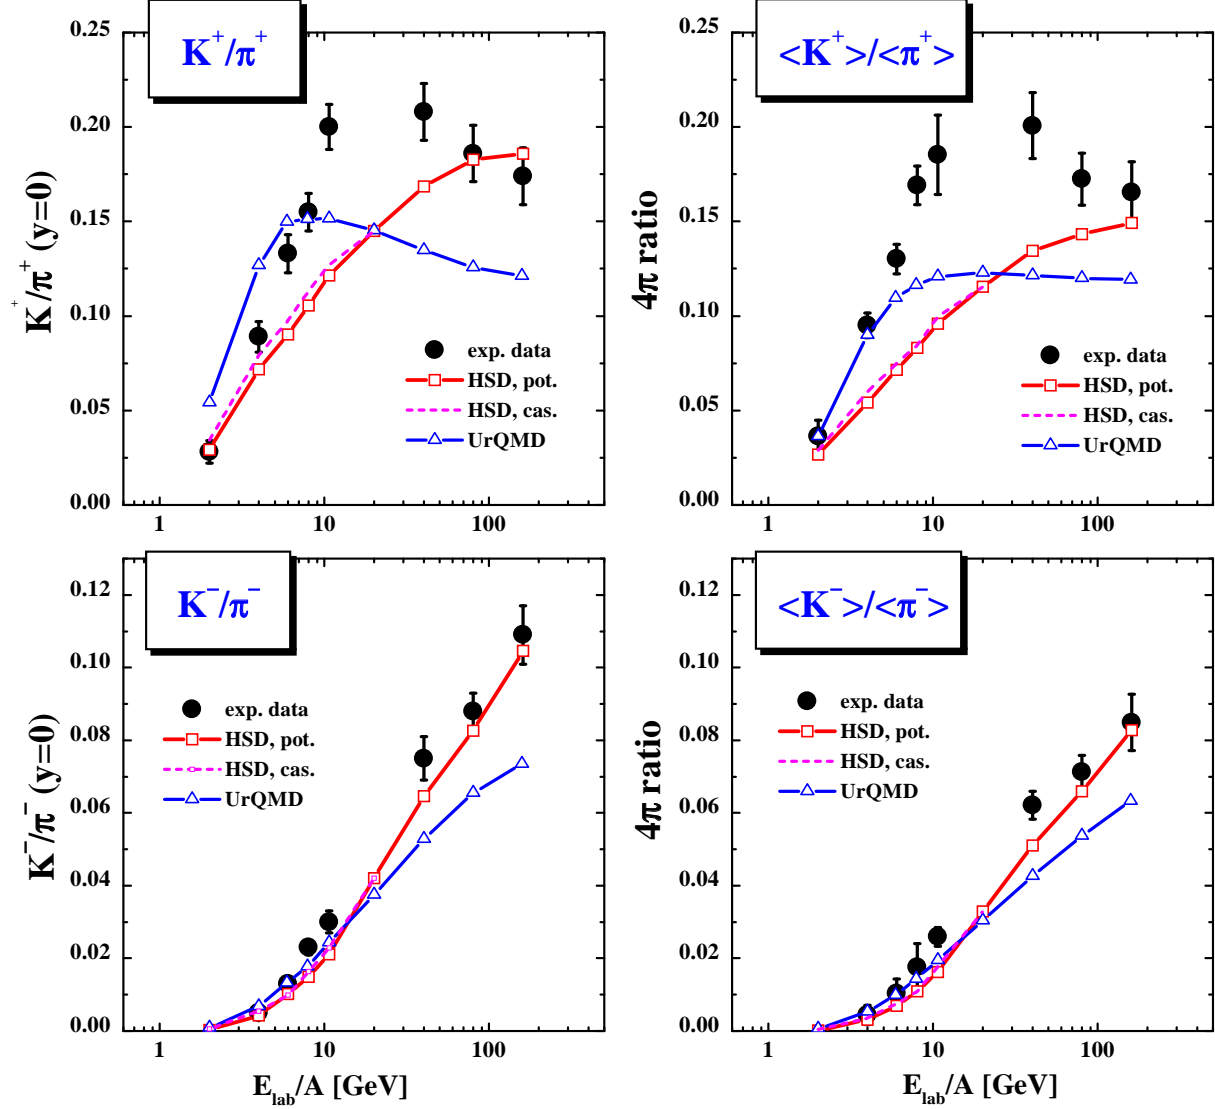 K⁺/π⁺
0.25
0.20
0.15
0.10
0.05
0.00
K⁺/π⁺ (y=0)
exp. data
HSD, pot.
HSD, cas.
UrQMD
1 10 100
<K⁺>/<π⁺>
0.25
0.20
0.15
0.10
0.05
0.00
4π ratio
exp. data
HSD, pot.
HSD, cas.
UrQMD
1 10 100
K⁻/π⁻
0.12
0.10
0.08
0.06
0.04
0.02
0.00
K⁻/π⁻ (y=0)
exp. data
HSD, pot.
HSD, cas.
UrQMD
1 10 100
E_lab/A [GeV]
<K⁻>/<π⁻>
0.12
0.10
0.08
0.06
0.04
0.02
0.00
4π ratio
exp. data
HSD, pot.
HSD, cas.
UrQMD
1 10 100
E_lab/A [GeV]